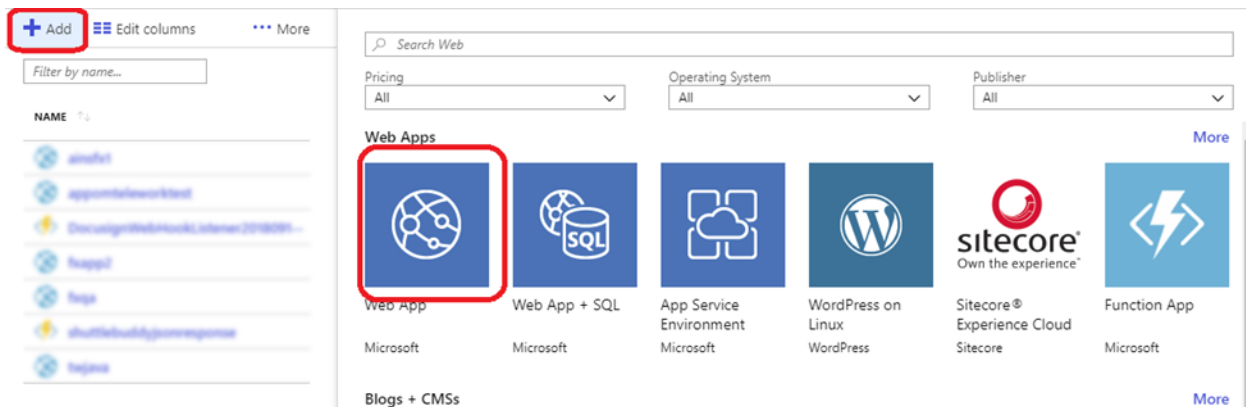 Add
Edit columns
More
Filter by name...
NAME
Search Web
Pricing
Operating System
Publisher
All
All
All
Web Apps
More
SQL
sitecore®
Own the experience®
Web App
Web App + SQL
App Service
Environment
WordPress on
Linux
Sitecore®
Experience Cloud
Function App
Microsoft
Microsoft
Microsoft
WordPress
Sitecore
Microsoft
Blogs + CMSs
More